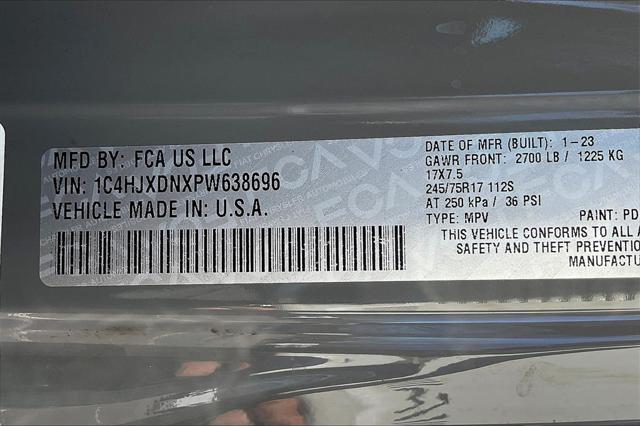 MFD BY: FCA US LLC
VIN: 1C4HJXDNXPW638696
VEHICLE MADE IN: U.S.A.
DATE OF MFR (BUILT): 1-23
GAWR FRONT: 2700 LB / 1225 KG
17X7.5
245/75R17 112S
AT 250 kPa / 36 PSI
TYPE: MPV PAINT: PD
THIS VEHICLE CONFORMS TO ALL
SAFETY AND THEFT PREVENTIO
MANUFACTU